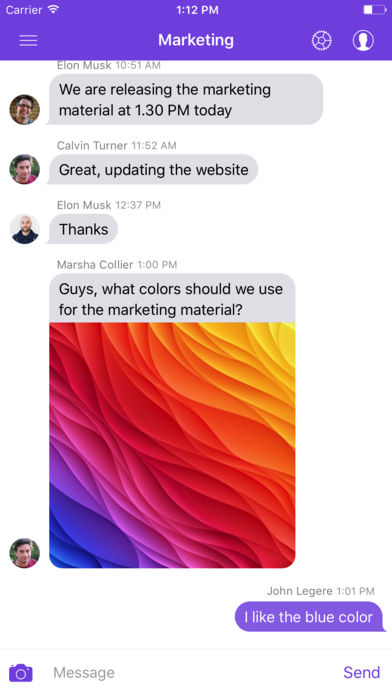 Carrier 1:12 PM
Marketing
Elon Musk 10:51 AM
We are releasing the marketing
material at 1.30 PM today
Calvin Turner 11:52 AM
Great, updating the website
Elon Musk 12:37 PM
Thanks
Marsha Collier 1:00 PM
Guys, what colors should we use
for the marketing material?
John Legere 1:01 PM
I like the blue color
Message Send